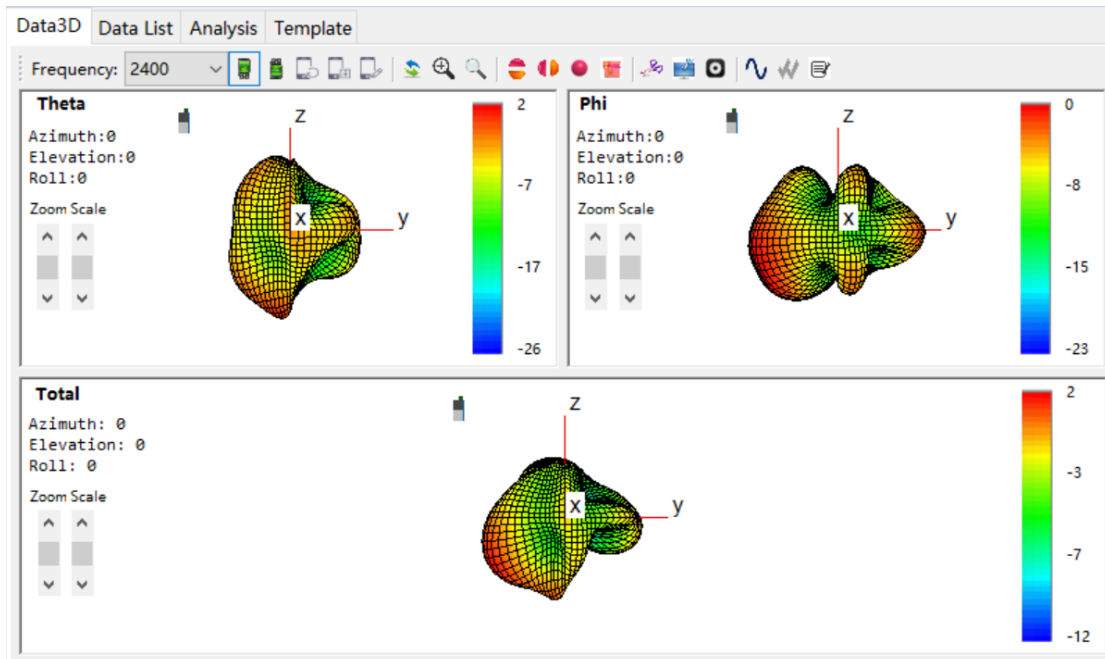 Data3D Data List Analysis Template
Frequency: 2400
Theta
Azimuth:0
Elevation:0
Roll:0
Zoom Scale
z
x
y
2
-7
-17
-26
Phi
Azimuth:0
Elevation:0
Roll:0
Zoom Scale
z
x
y
0
-8
-15
-23
Total
Azimuth: 0
Elevation: 0
Roll: 0
Zoom Scale
z
x
y
2
-3
-7
-12